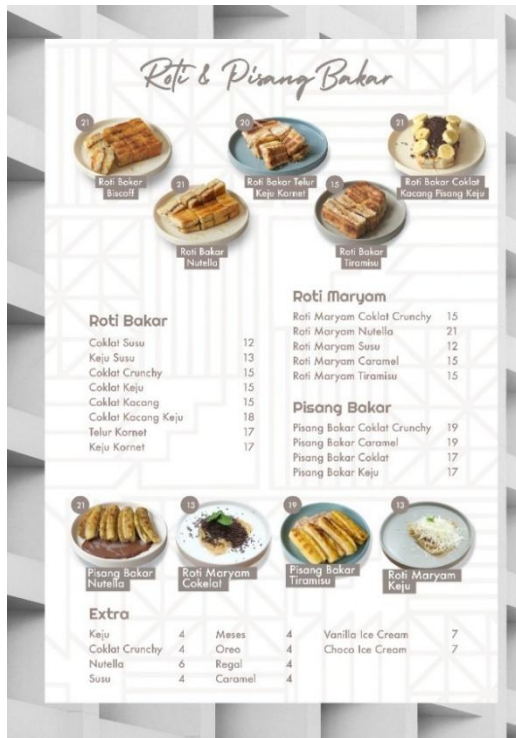 Roti & Pisang Bakar
21
Roti Bakar
Biscoff
20
Roti Bakar Telur
Keju Kornet
21
Roti Bakar Coklat
Kacang Pisang Keju
21
Roti Bakar
Nutella
15
Roti Bakar
Tiramisu
Roti Bakar
Coklat Susu 12
Keju Susu 13
Coklat Crunchy 15
Coklat Keju 15
Coklat Kacang 15
Coklat Kacang Keju 18
Telur Kornet 17
Keju Kornet 17
Roti Maryam
Roti Maryam Coklat Crunchy 15
Roti Maryam Nutella 21
Roti Maryam Susu 12
Roti Maryam Caramel 15
Roti Maryam Tiramisu 15
Pisang Bakar
Pisang Bakar Coklat Crunchy 19
Pisang Bakar Caramel 19
Pisang Bakar Coklat 17
Pisang Bakar Keju 17
21
Pisang Bakar
Nutella
13
Roti Maryam
Cokelat
19
Pisang Bakar
Tiramisu
13
Roti Maryam
Keju
Extra
Keju 4
Coklat Crunchy 4
Nutella 6
Susu 4
Meses 4
Oreo 4
Regal 4
Caramel 4
Vanilla Ice Cream 7
Choco Ice Cream 7